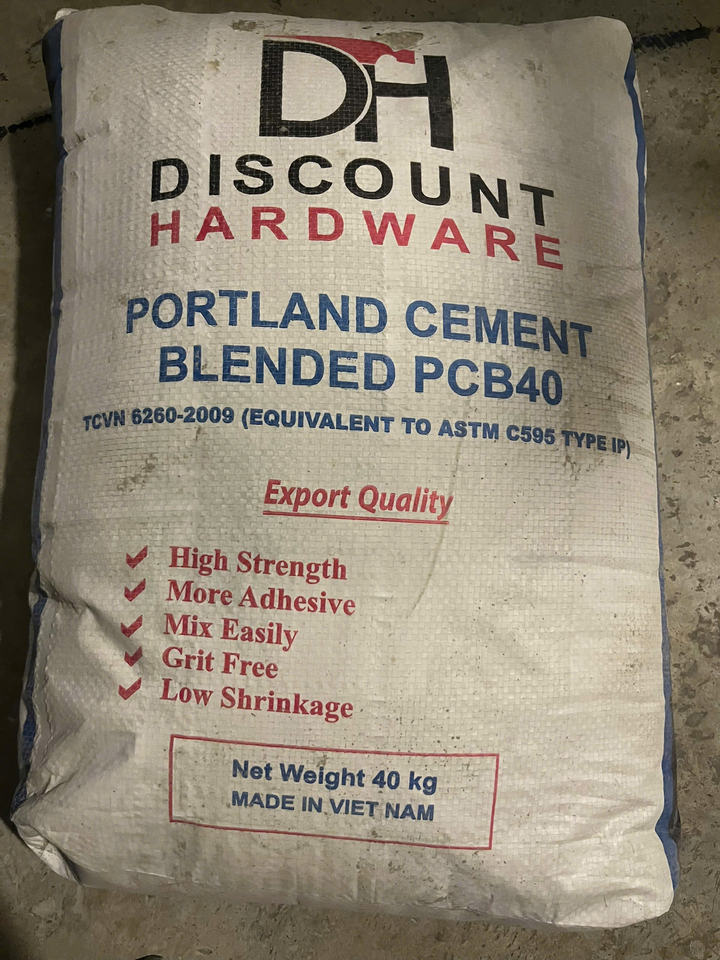 DH
DISCOUNT
HARDWARE
PORTLAND CEMENT
BLENDED PCB40
TCVN 6260-2009 (EQUIVALENT TO ASTM C595 TYPE IP)
Export Quality
High Strength
More Adhesive
Mix Easily
Grit Free
Low Shrinkage
Net Weight 40 kg
MADE IN VIET NAM